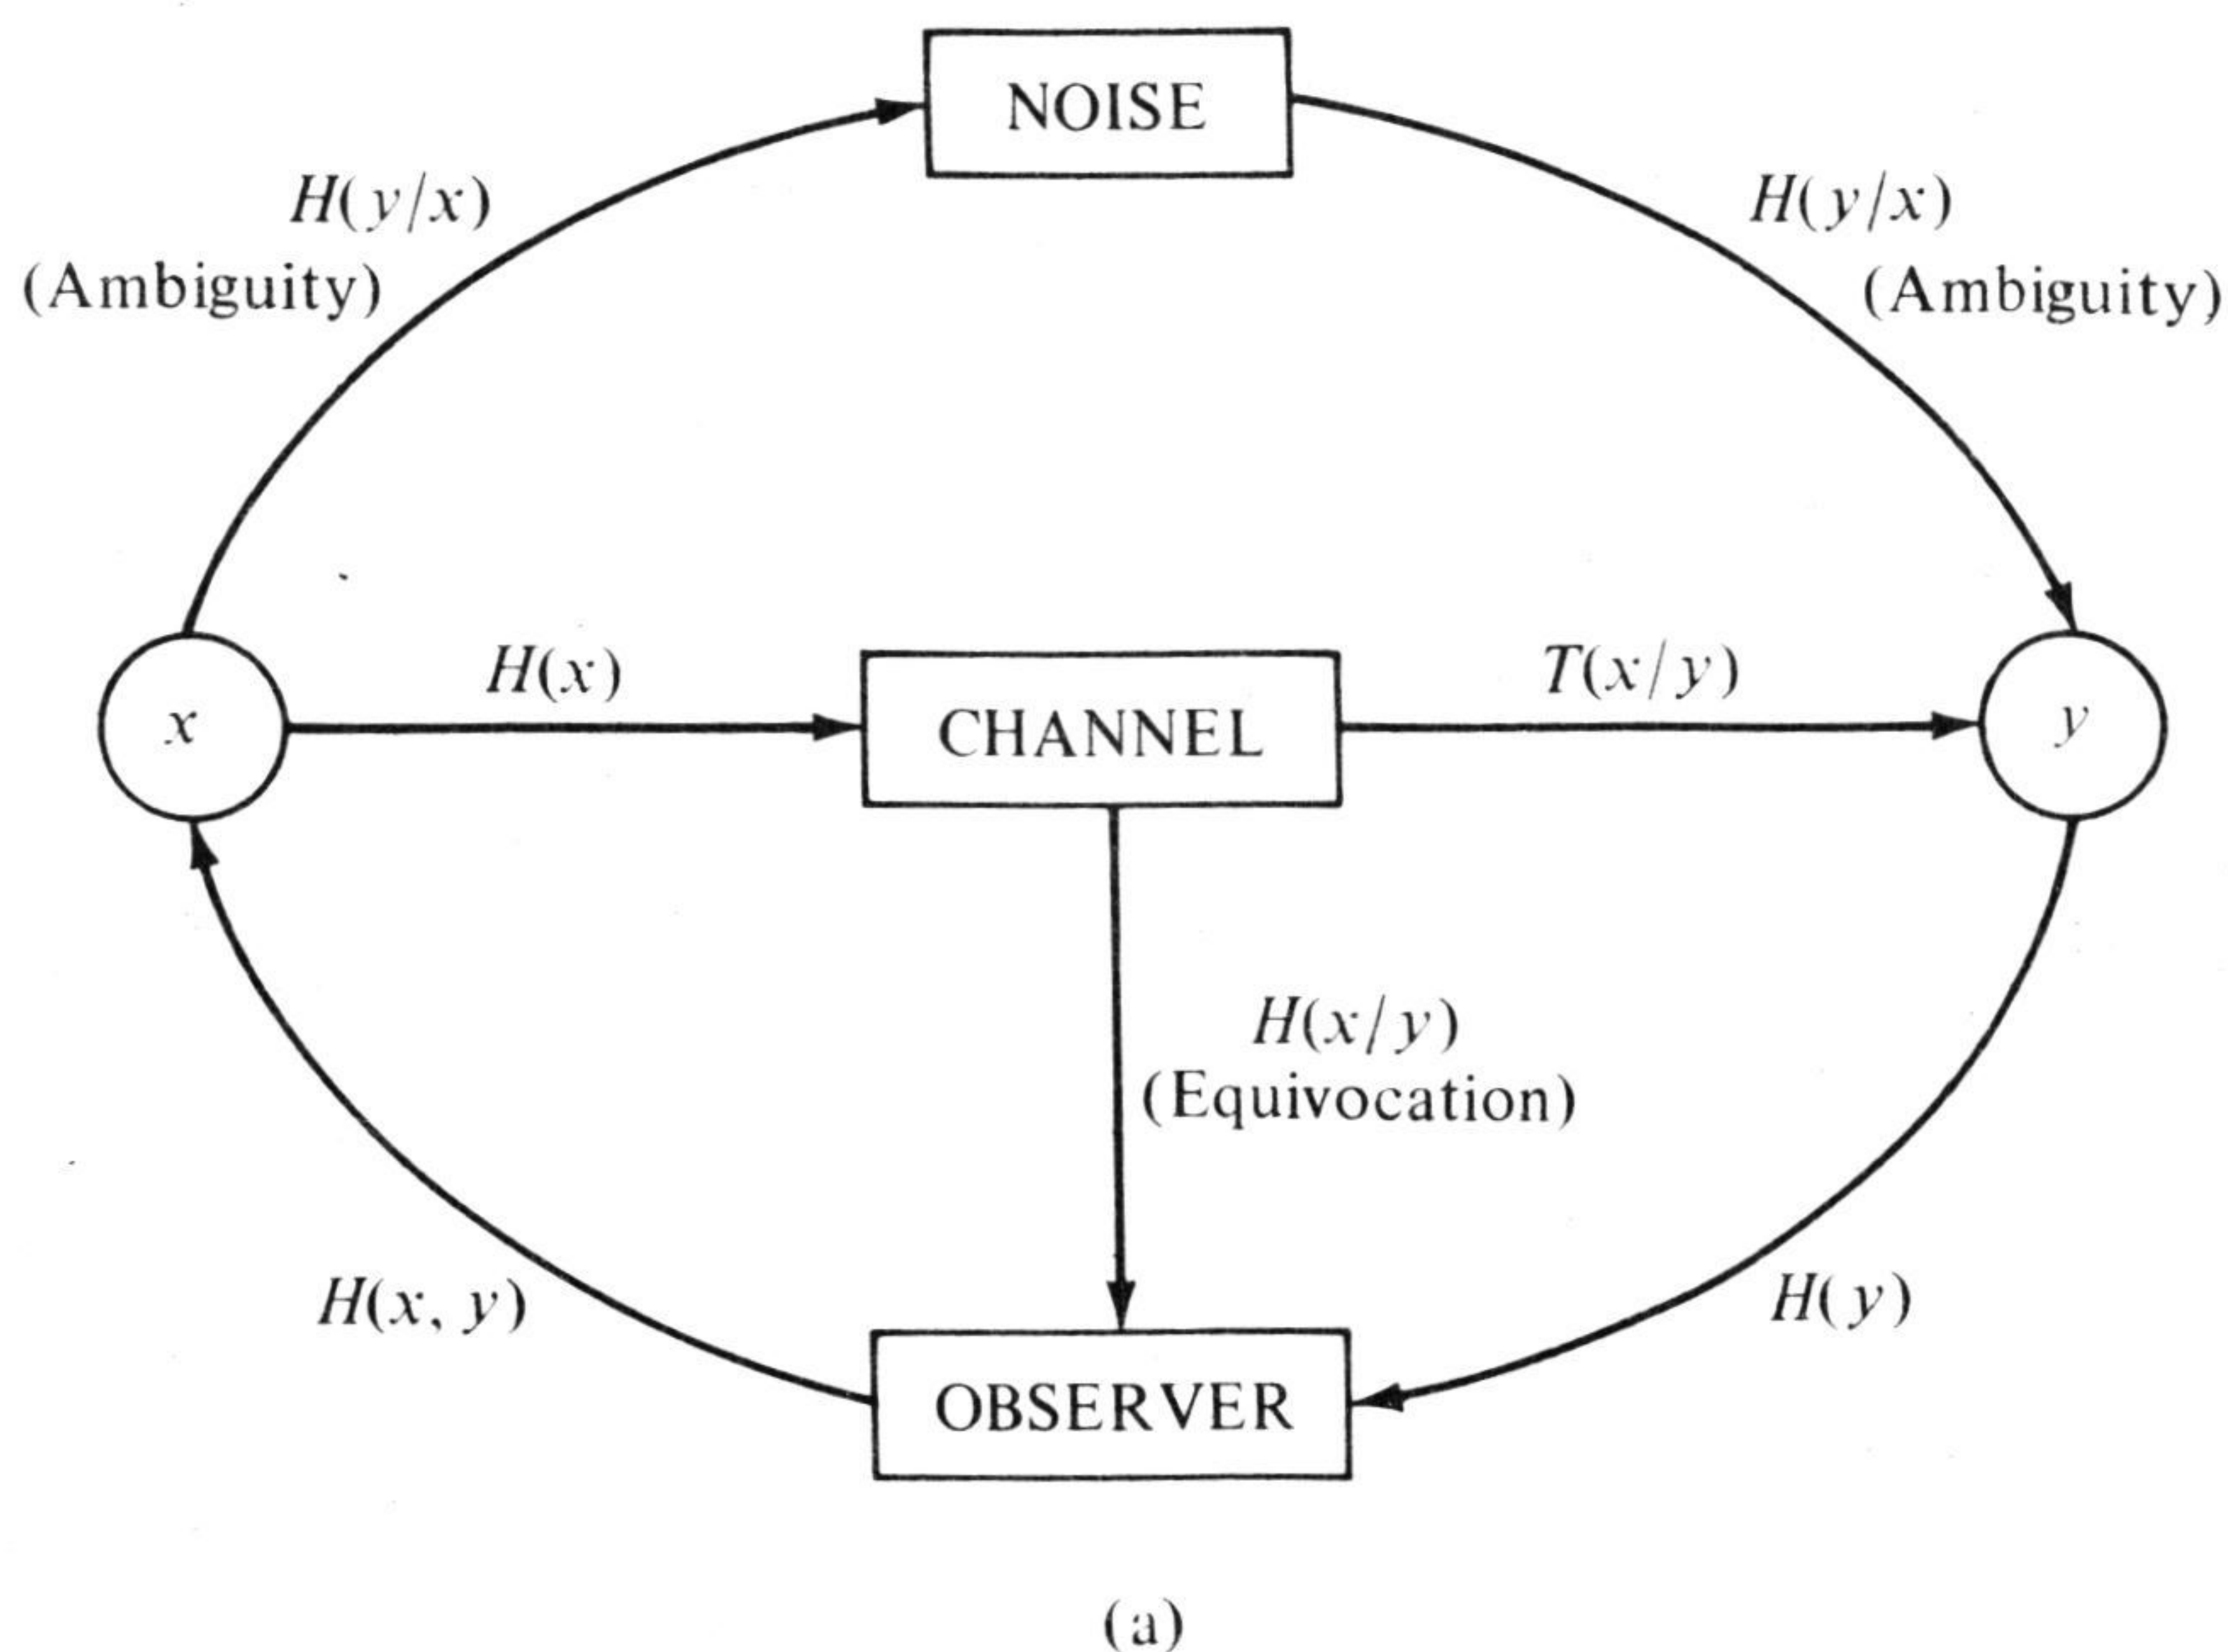 NOISE
H(y/x)
(Ambiguity)
H(y/x)
(Ambiguity)
H(x)
T(x/y)
x
CHANNEL
y
H(x/y)
(Equivocation)
H(x, y)
H(y)
OBSERVER
(a)